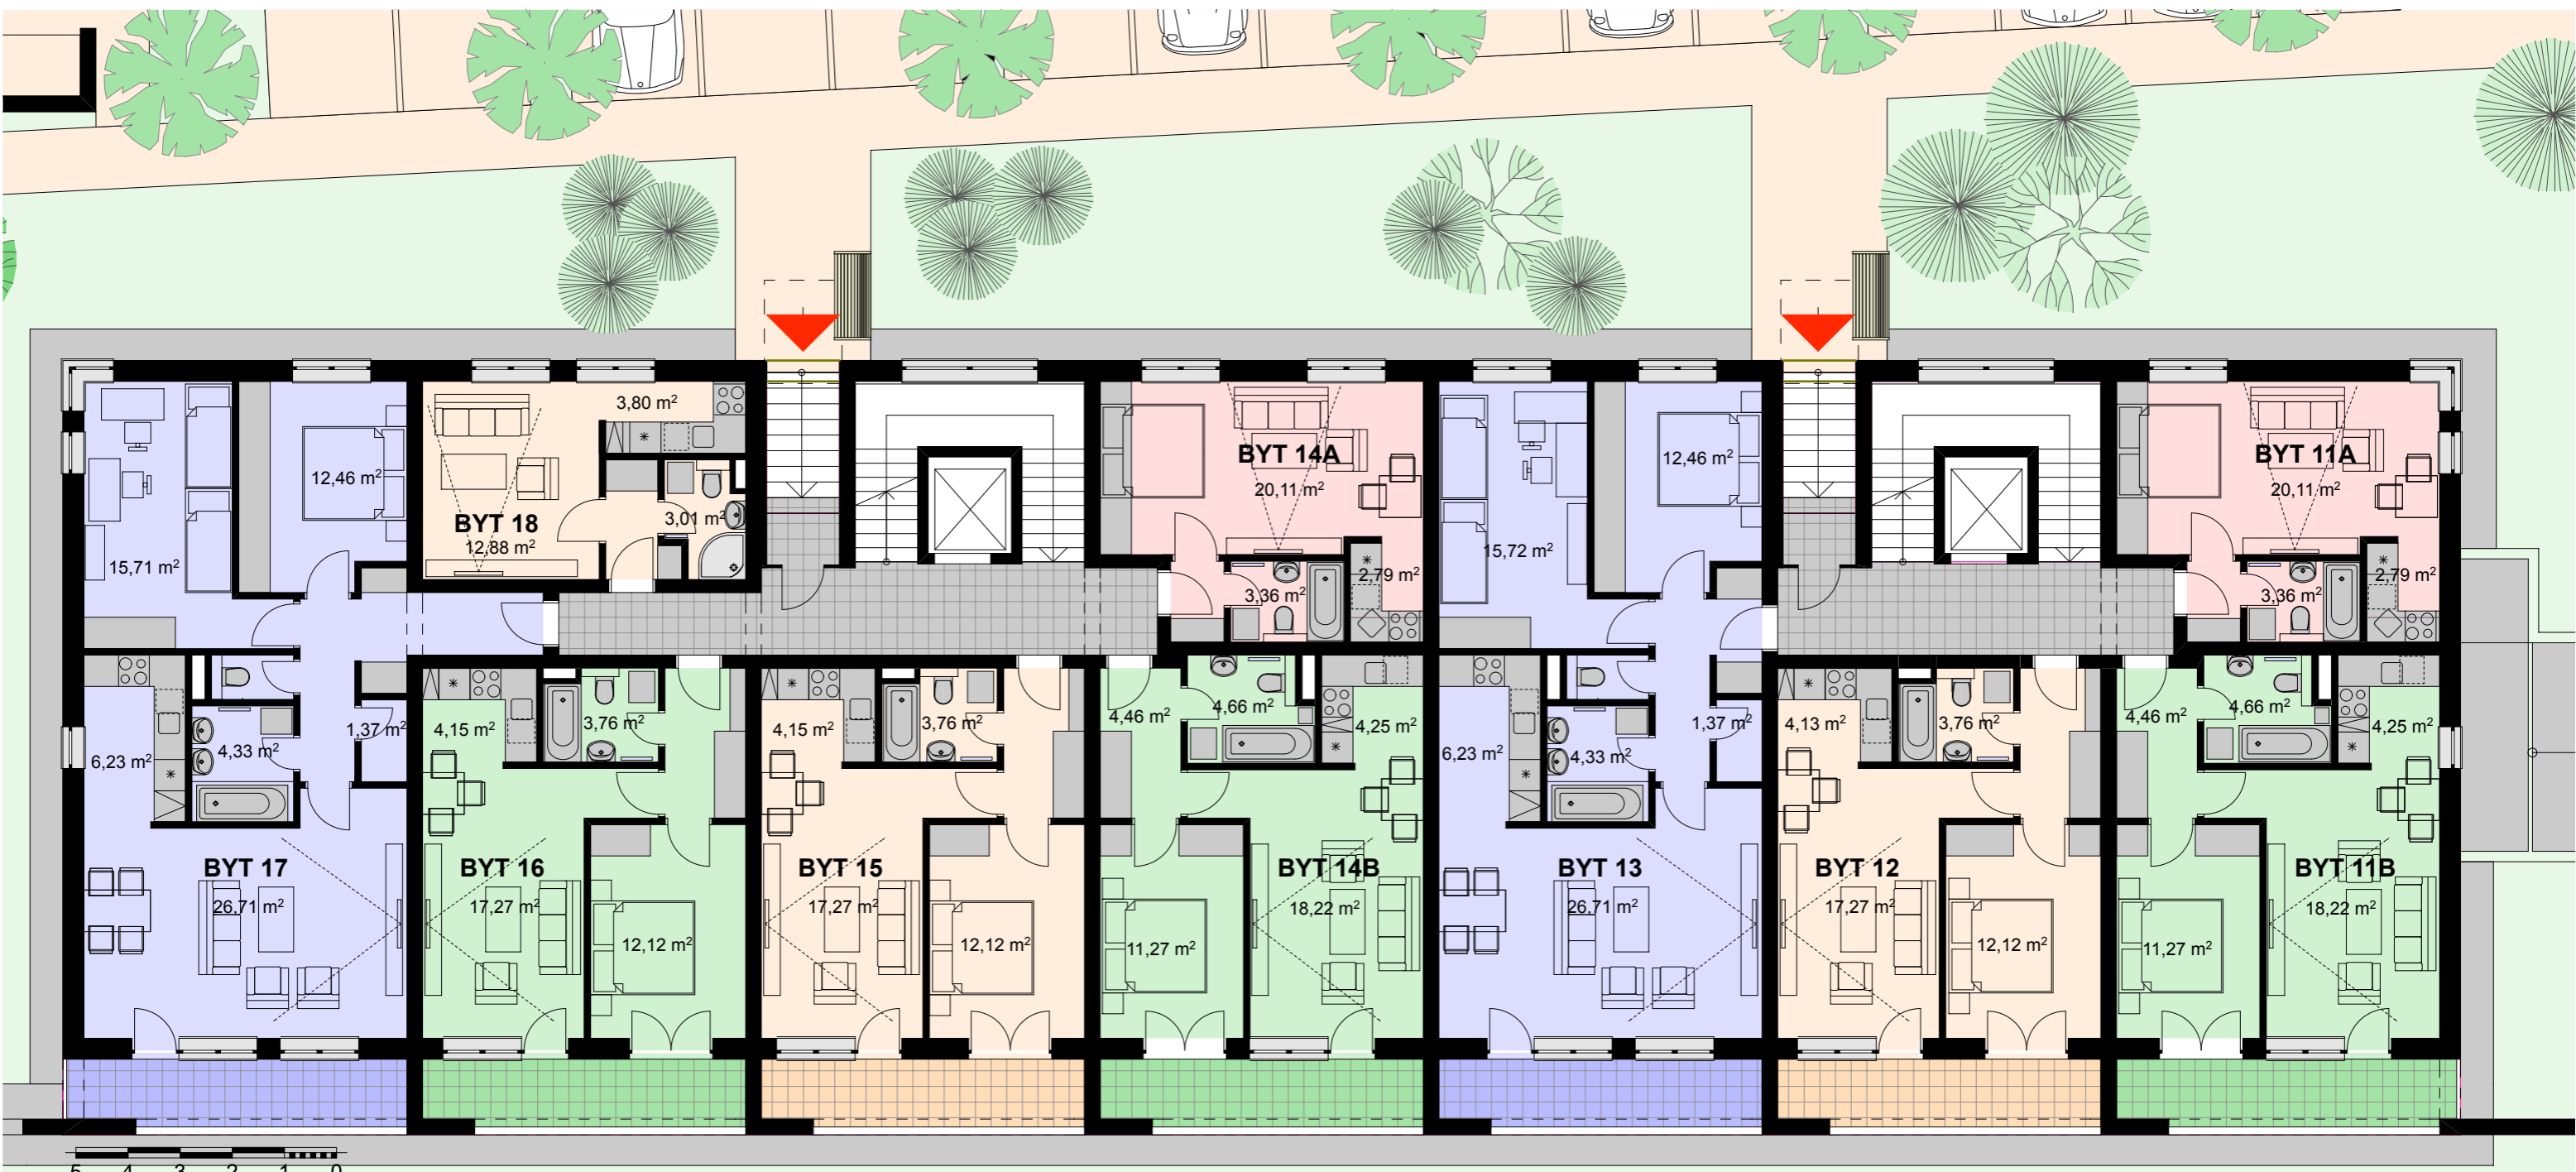 3,80 m²
BYT 14A
BYT 11A
12,46 m²
12,46 m²
20,11 m²
20,11 m²
BYT 18
3,01 m²
12,88 m²
15,72 m²
15,71 m²
2,79 m²
2,79 m²
3,36 m²
3,36 m²
4,66 m²
4,66 m²
4,46 m²
4,46 m²
1,37 m²
4,15 m²
3,76 m²
4,15 m²
3,76 m²
4,25 m²
1,37 m²
4,13 m²
3,76 m²
4,25 m²
4,33 m²
6,23 m²
6,23 m²
4,33 m²
BYT 17
BYT 16
BYT 15
BYT 14B
BYT 13
BYT 12
BYT 11B
26,71 m²
17,27 m²
17,27 m²
18,22 m²
26,71 m²
17,27 m²
18,22 m²
12,12 m²
12,12 m²
11,27 m²
12,12 m²
11,27 m²
5 4 3 2 1 0